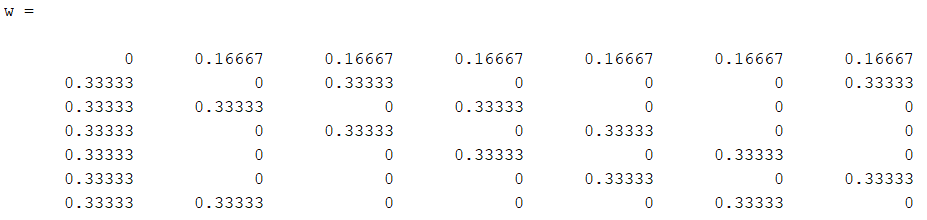 w =
0 0.16667 0.16667 0.16667 0.16667 0.16667 0.16667
0.33333 0 0.33333 0 0 0 0.33333
0.33333 0.33333 0 0.33333 0 0 0
0.33333 0 0.33333 0 0.33333 0 0
0.33333 0 0 0.33333 0 0.33333 0
0.33333 0 0 0 0.33333 0 0.33333
0.33333 0.33333 0 0 0 0.33333 0